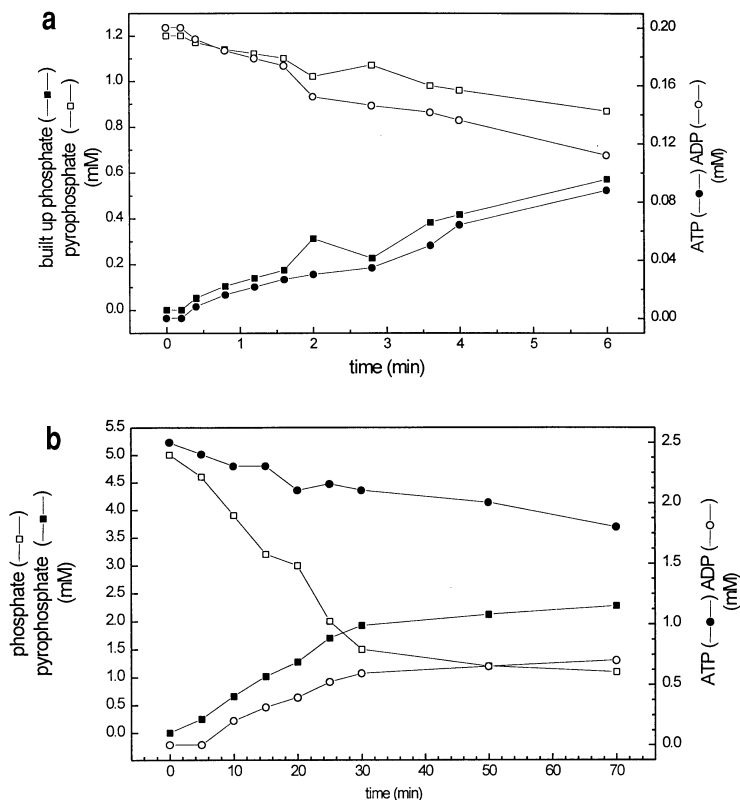 a
built up phosphate (—■—)
pyrophosphate (—□—)
(mM)
1.2
1.0
0.8
0.6
0.4
0.2
0.0
0.20
0.16
0.12
0.08
0.04
0.00
ATP (—●—) ADP (—○—)
(mM)
0 1 2 3 4 5 6
time (min)
b
phosphate (—□—)
pyrophosphate (—■—)
(mM)
5.5
5.0
4.5
4.0
3.5
3.0
2.5
2.0
1.5
1.0
0.5
0.0
2.5
2.0
1.5
1.0
0.5
0.0
ATP (—●—) ADP (—○—)
(mM)
0 10 20 30 40 50 60 70
time (min)